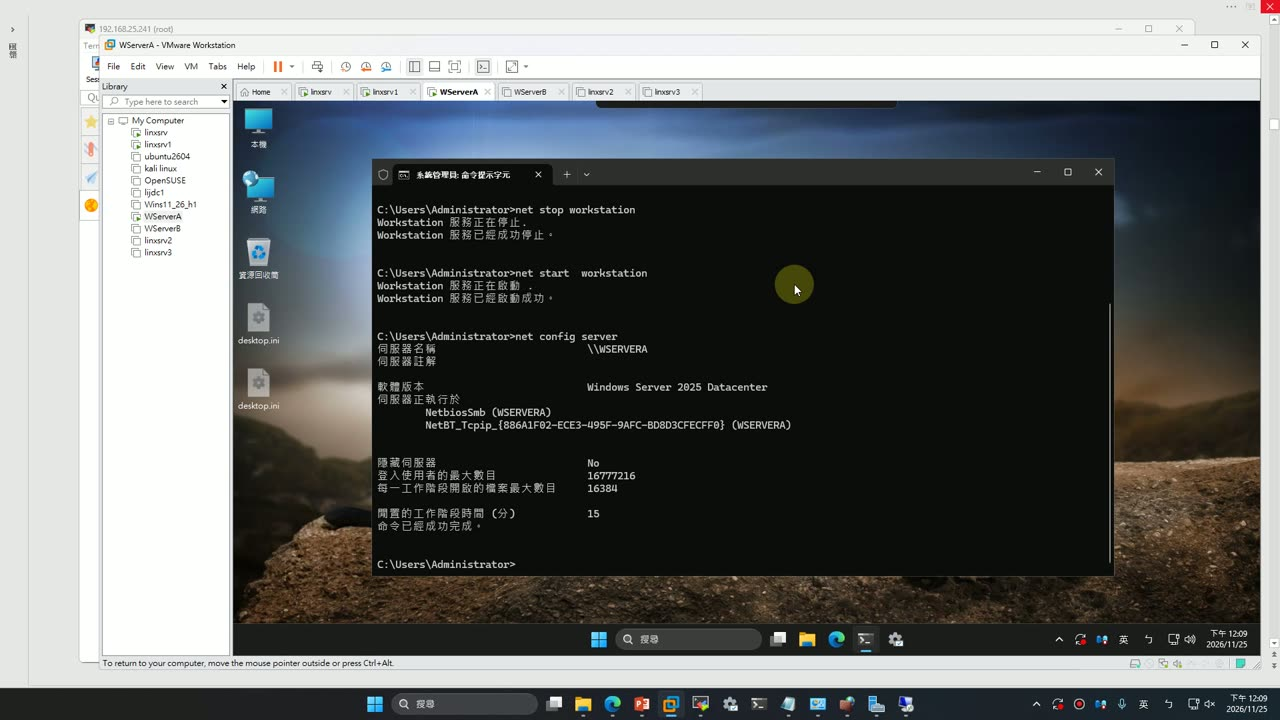 192.168.25.241 (root)
WServerA - VMware Workstation
File Edit View VM Tabs Help
Library
Type here to search
My Computer
linxsrv
linxsrv1
ubuntu2604
kali linux
OpenSUSE
lijdc1
Wins11_26_h1
WServerA
WServerB
linxsrv2
linxsrv3
Home linxsrv linxsrv1 WServerA WServerB linxsrv2 linxsrv3
本機
網路
資源回收筒
desktop.ini
desktop.ini
系統管理員: 命令提示字元
C:\Users\Administrator>net stop workstation
Workstation 服務正在停止.
Workstation 服務已經成功停止。
C:\Users\Administrator>net start  workstation
Workstation 服務正在啟動 .
Workstation 服務已經啟動成功。
C:\Users\Administrator>net config server
伺服器名稱 \\WSERVERA
伺服器註解
軟體版本 Windows Server 2025 Datacenter
伺服器正執行於
NetbiosSmb (WSERVERA)
NetBT_Tcpip_{886A1F02-ECE3-495F-9AFC-BD8D3CFECFF0} (WSERVERA)
隱藏伺服器 No
登入使用者的最大數目 16777216
每一工作階段開啟的檔案最大數目 16384
閒置的工作階段時間 (分) 15
命令已經成功完成。
C:\Users\Administrator>
搜尋
英
ㄅ
下午 12:09
2026/11/25
To return to your computer, move the mouse pointer outside or press Ctrl+Alt.
搜尋
英
ㄅ
下午 12:09
2026/11/25